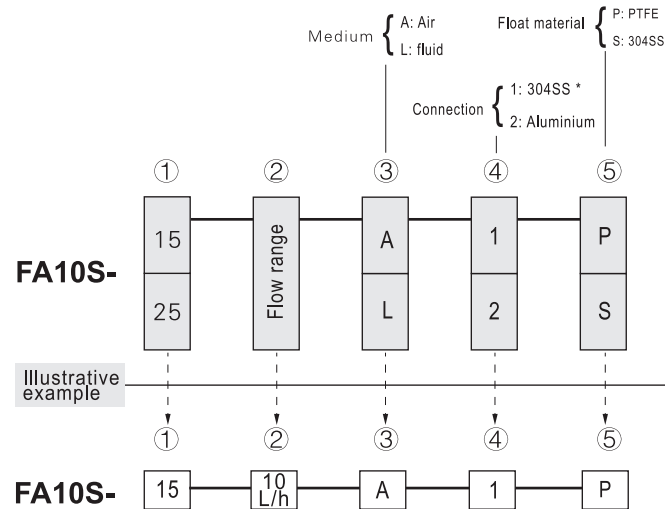 Medium { A: Air
L: fluid
Float material { P: PTFE
S: 304SS
Connection { 1: 304SS *
2: Aluminium
① ② ③ ④ ⑤
FA10S-
15 Flow range A 1 P
25 L 2 S
Illustrative
example
① ② ③ ④ ⑤
FA10S- 15 10 L/h A 1 P